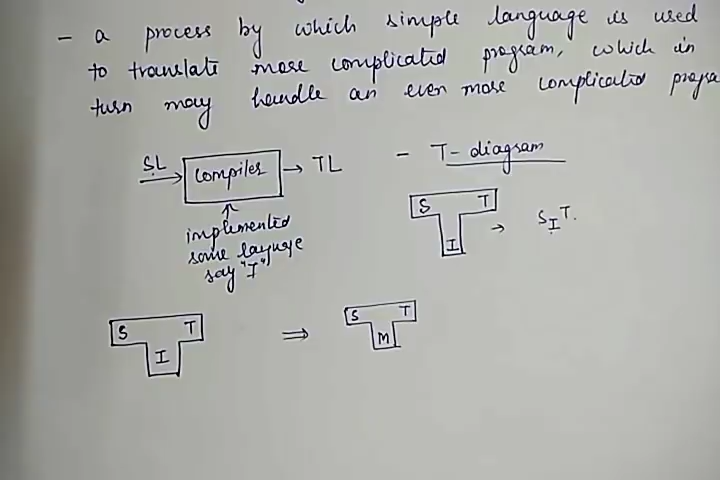 - a process by which simple language is used
to translate more complicated program, which in
turn may handle an even more complicated progra
SL → compiler → TL
implemented
some language
say "I"
- T-diagram
S T
I
→ S I T.
S T
I
⇒
S T
M